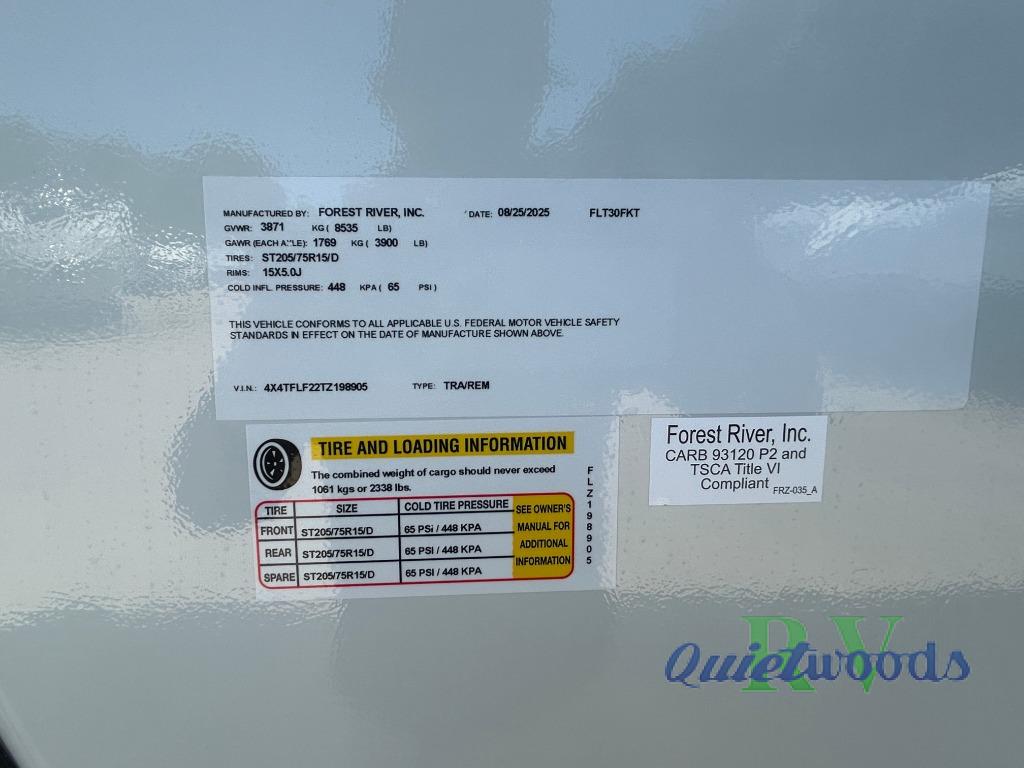 MANUFACTURED BY: FOREST RIVER, INC. DATE: 08/25/2025 FLT30FKT
GVWR: 3871 KG ( 8535 LB)
GAWR (EACH AXLE): 1769 KG ( 3900 LB)
TIRES: ST205/75R15/D
RIMS: 15X5.0J
COLD INFL. PRESSURE: 448 KPA ( 65 PSI )
THIS VEHICLE CONFORMS TO ALL APPLICABLE U.S. FEDERAL MOTOR VEHICLE SAFETY
STANDARDS IN EFFECT ON THE DATE OF MANUFACTURE SHOWN ABOVE.
V.I.N.: 4X4TFLF22TZ198905 TYPE: TRA/REM
TIRE AND LOADING INFORMATION
The combined weight of cargo should never exceed
1061 kgs or 2338 lbs.
TIRE SIZE COLD TIRE PRESSURE
FRONT ST205/75R15/D 65 PSi / 448 KPA
REAR ST205/75R15/D 65 PSI / 448 KPA
SPARE ST205/75R15/D 65 PSI / 448 KPA
SEE OWNER'S
MANUAL FOR
ADDITIONAL
INFORMATION
FLZ198905
Forest River, Inc.
CARB 93120 P2 and
TSCA Title VI
Compliant FRZ-035_A
Quietwoods RV